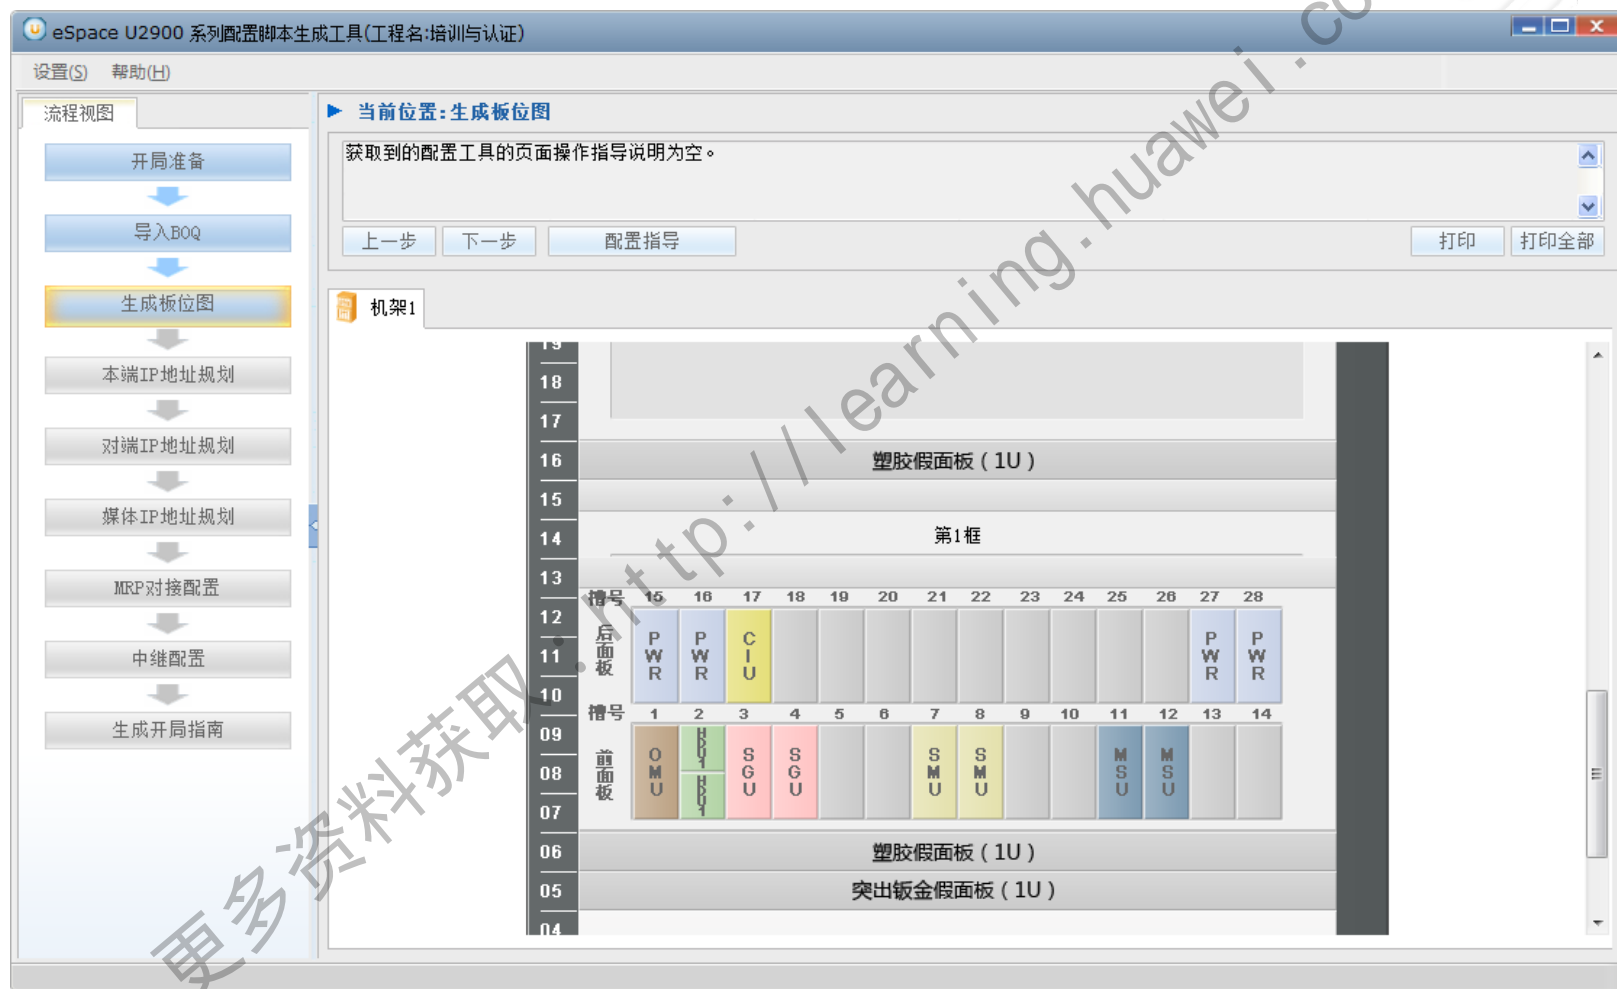 eSpace U2900 系列配置脚本生成工具(工程名:培训与认证)
设置(S) 帮助(H)
流程视图
开局准备
导入BOQ
生成板位图
本端IP地址规划
对端IP地址规划
媒体IP地址规划
MRP对接配置
中继配置
生成开局指南
当前位置:生成板位图
获取到的配置工具的页面操作指导说明为空。
上一步 下一步 配置指导 打印 打印全部
机架1
19
18
17
16 塑胶假面板(1U)
15
14 第1框
13
槽号 15 16 17 18 19 20 21 22 23 24 25 26 27 28
12
11
10
后面板 PWR PWR CIU PWR PWR
槽号 1 2 3 4 5 6 7 8 9 10 11 12 13 14
09
08
07
前面板 OMU HDU1 HDU1 SGU SGU SMU SMU MSU MSU
06 塑胶假面板(1U)
05 突出钣金假面板(1U)
04
更多资料获取:http://learning.huawei.co